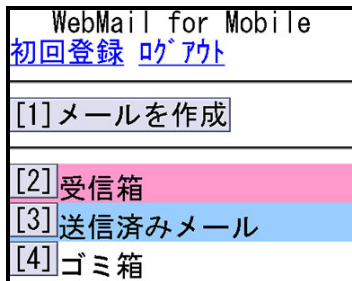 WebMail for Mobile
初回登録 ﾛｸﾞｱｳﾄ
[1]メールを作成
[2]受信箱
[3]送信済みメール
[4]ゴミ箱